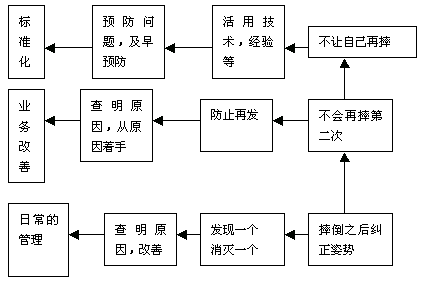 标
准
化
预防问
题，及早
预防
活用技
术，经验
等
不让自己再摔
业
务
改
善
查明原
因，从原
因着手
防止再发
不会再摔第
二次
日常的
管理
查明原
因，改善
发现一个
消灭一个
摔倒之后纠
正姿势